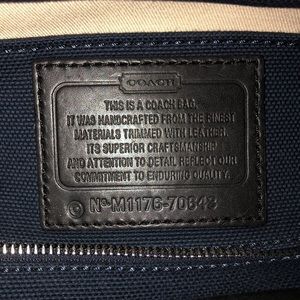 COACH
THIS IS A COACH BAG.
IT WAS HANDCRAFTED FROM THE FINEST
MATERIALS TRIMMED WITH LEATHER.
ITS SUPERIOR CRAFTSMANSHIP
AND ATTENTION TO DETAIL REFLECT OUR
COMMITMENT TO ENDURING QUALITY.
© Nº M1176-70643